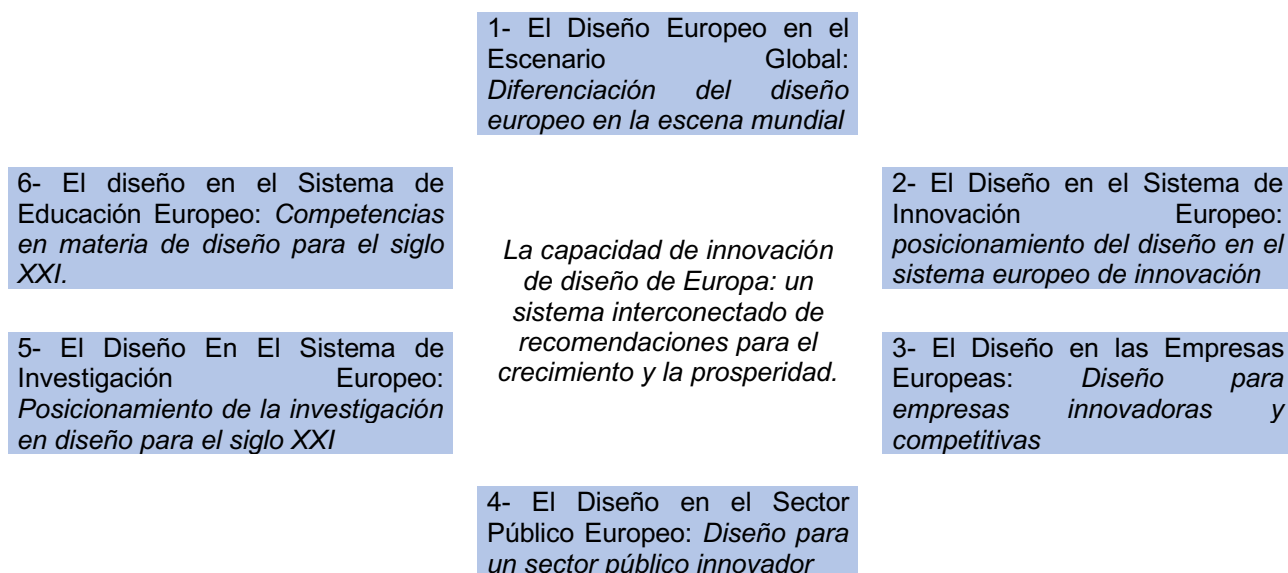 1- El Diseño Europeo en el
Escenario Global:
Diferenciación del diseño
europeo en la escena mundial
6- El diseño en el Sistema de
Educación Europeo: Competencias
en materia de diseño para el siglo
XXI.
La capacidad de innovación
de diseño de Europa: un
sistema interconectado de
recomendaciones para el
crecimiento y la prosperidad.
2- El Diseño en el Sistema de
Innovación Europeo:
posicionamiento del diseño en el
sistema europeo de innovación
5- El Diseño En El Sistema de
Investigación Europeo:
Posicionamiento de la investigación
en diseño para el siglo XXI
3- El Diseño en las Empresas
Europeas: Diseño para
empresas innovadoras y
competitivas
4- El Diseño en el Sector
Público Europeo: Diseño para
un sector público innovador